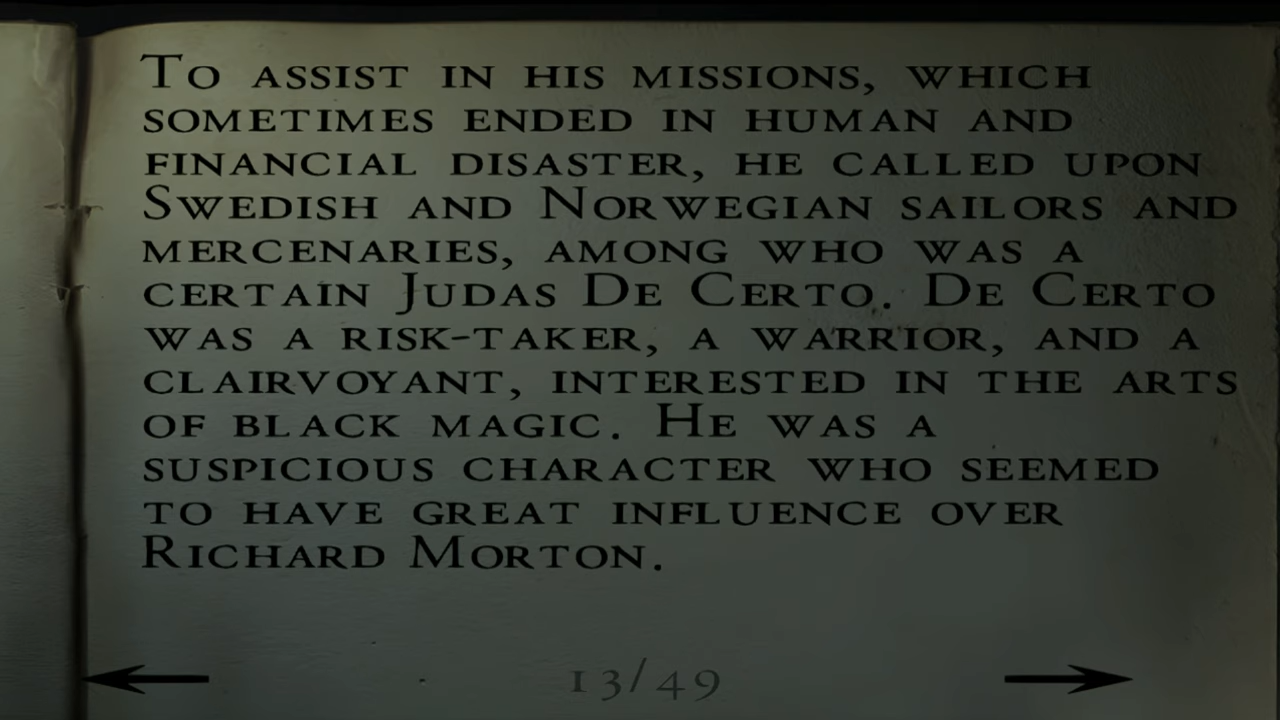 To assist in his missions, which
sometimes ended in human and
financial disaster, he called upon
Swedish and Norwegian sailors and
mercenaries, among who was a
certain Judas De Certo. De Certo
was a risk-taker, a warrior, and a
clairvoyant, interested in the arts
of black magic. He was a
suspicious character who seemed
to have great influence over
Richard Morton.
13/49